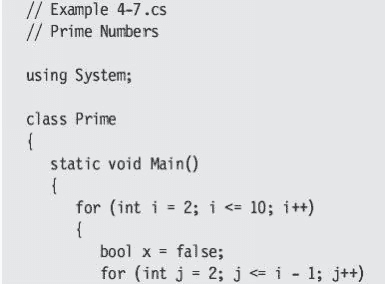 // Example 4-7.cs
// Prime Numbers
using System;
class Prime
{
static void Main()
{
for (int i = 2; i <= 10; i++)
{
bool x = false;
for (int j = 2; j <= i - 1; j++)